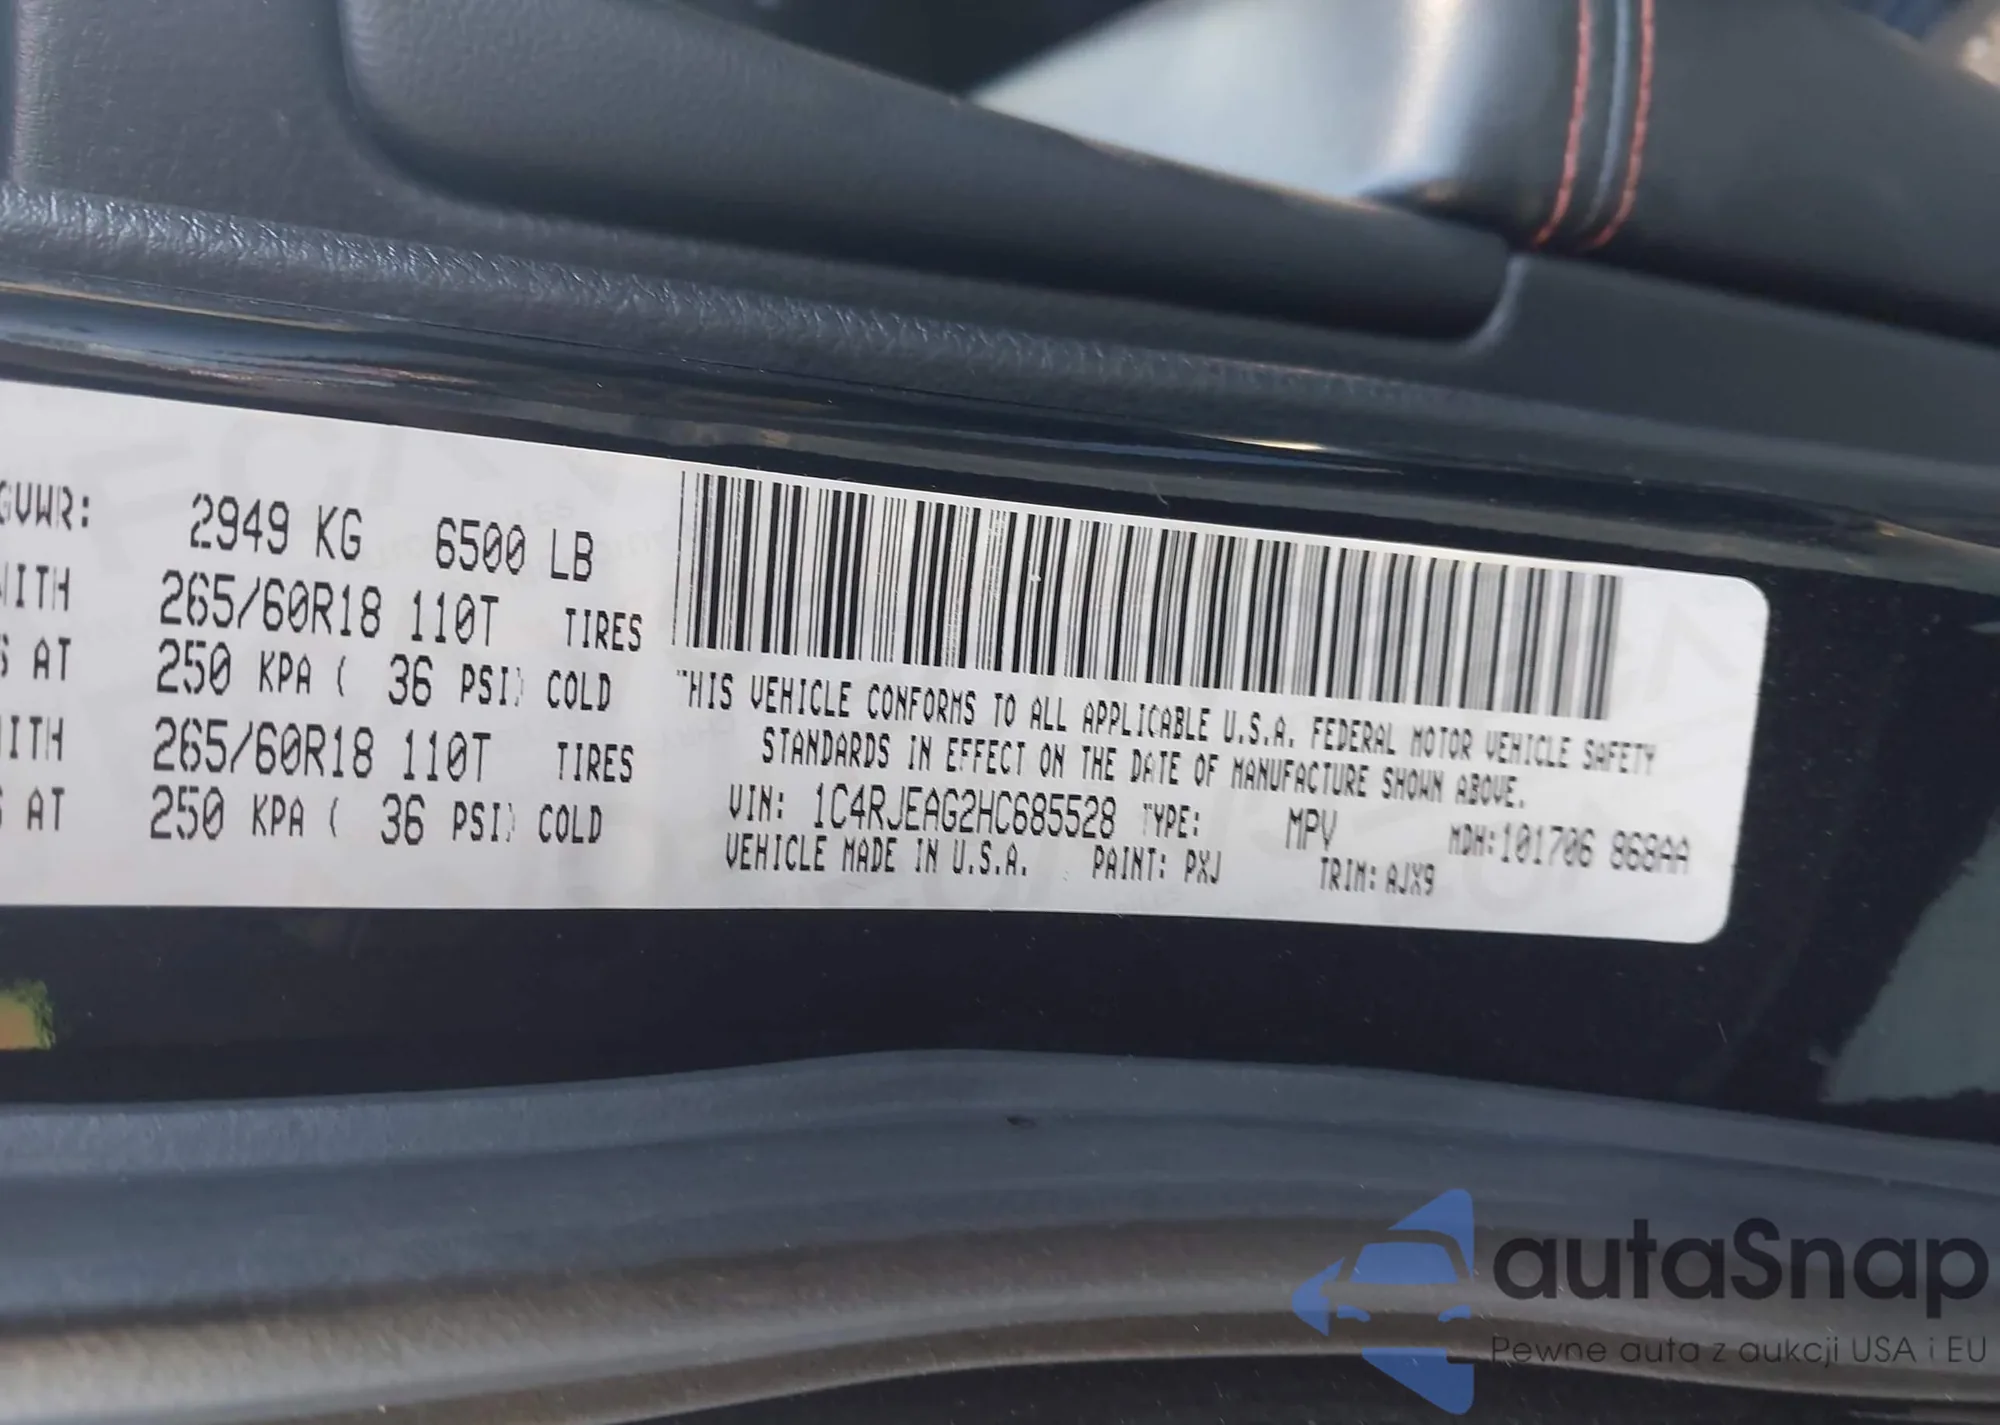 GVWR: 2949 KG 6500 LB
WITH 265/60R18 110T TIRES
S AT 250 KPA ( 36 PSI) COLD
WITH 265/60R18 110T TIRES
S AT 250 KPA ( 36 PSI) COLD
THIS VEHICLE CONFORMS TO ALL APPLICABLE U.S.A. FEDERAL MOTOR VEHICLE SAFETY
STANDARDS IN EFFECT ON THE DATE OF MANUFACTURE SHOWN ABOVE.
VIN: 1C4RJEAG2HC685528 TYPE: MPV MDH:101706 868AA
VEHICLE MADE IN U.S.A. PAINT: PXJ TRIM: AJX9
autaSnap
Pewne auta z aukcji USA i EU